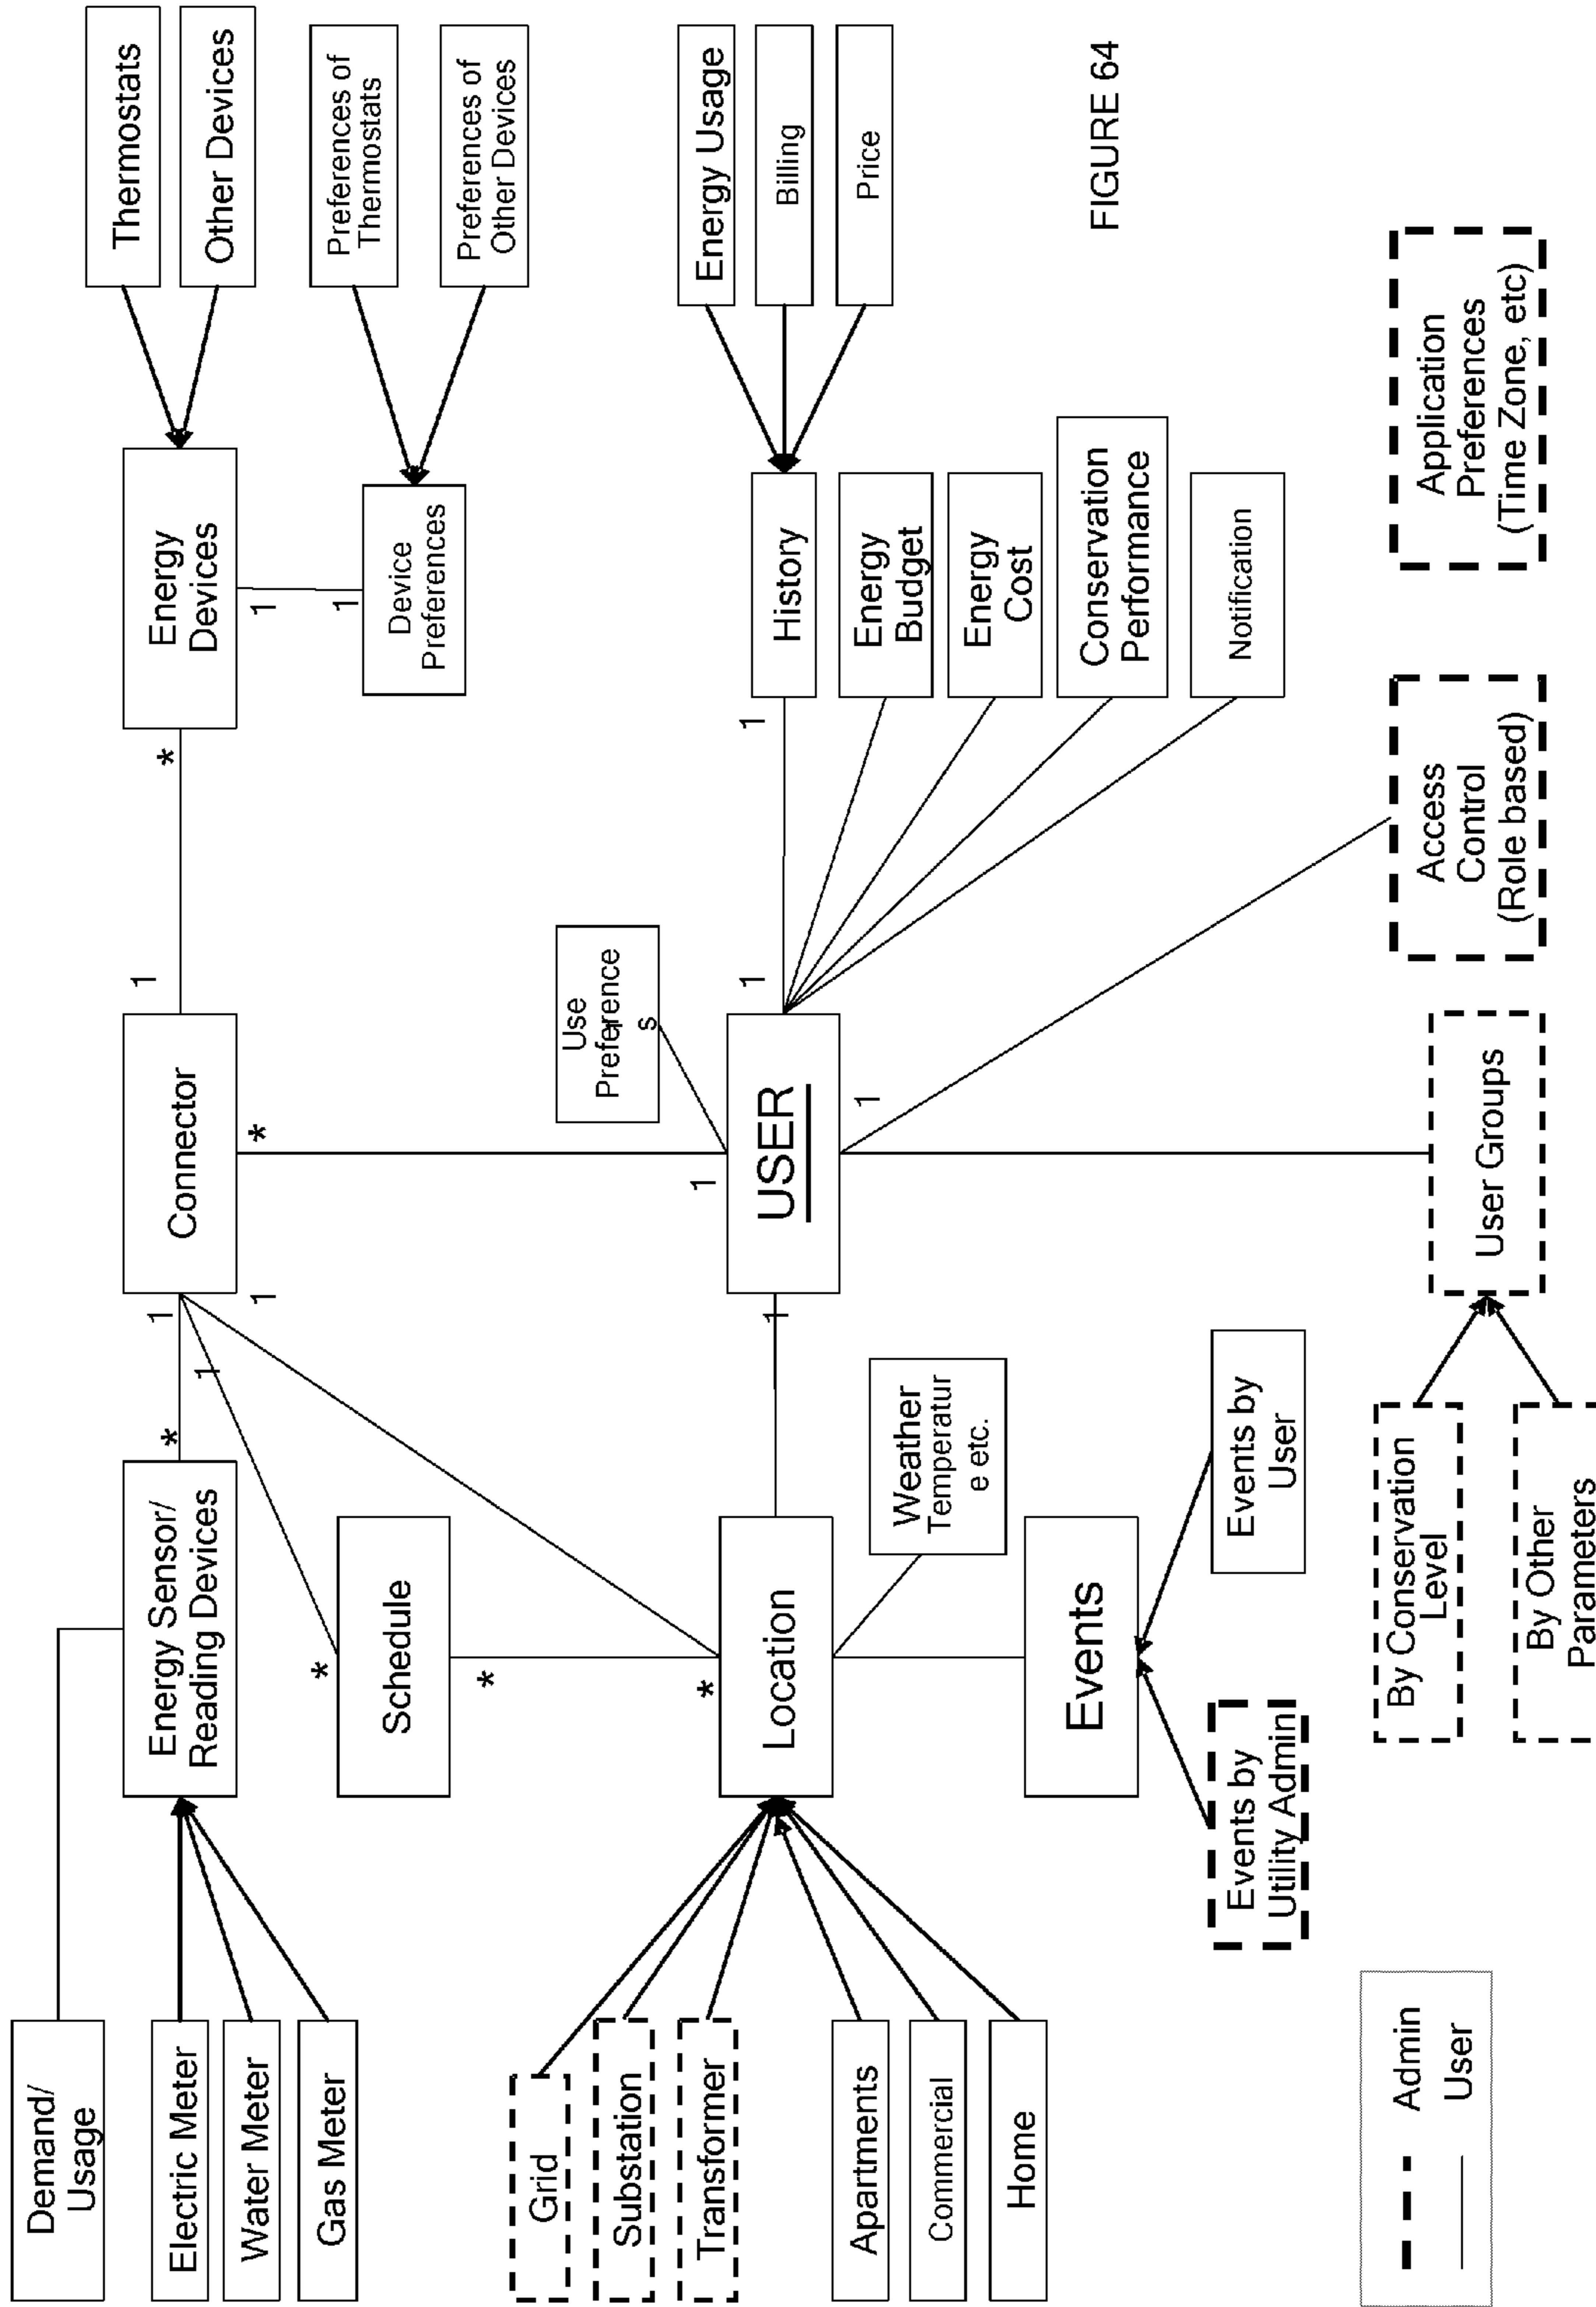 Demand/
Usage
Electric Meter
Water Meter
Gas Meter
Energy Sensor/
Reading Devices
*
1
1
1
Connector
*
1
*
Energy
Devices
1
1
Thermostats
Other Devices
Device
Preferences
Preferences of
Thermostats
Preferences of
Other Devices
Schedule
*
*
*
Grid
Substation
Transformer
Apartments
Commercial
Home
Location
Weather
Temperatur
e etc.
Events
Events by
Utility Admin
Events by
User
Use
Preference
s
1
1
USER
1
1
1
History
Energy
Budget
Energy
Cost
Conservation
Performance
Notification
Energy Usage
Billing
Price
FIGURE 64
Admin
User
By Conservation
Level
By Other
Parameters
User Groups
Access
Control
(Role based)
Application
Preferences
(Time Zone, etc)